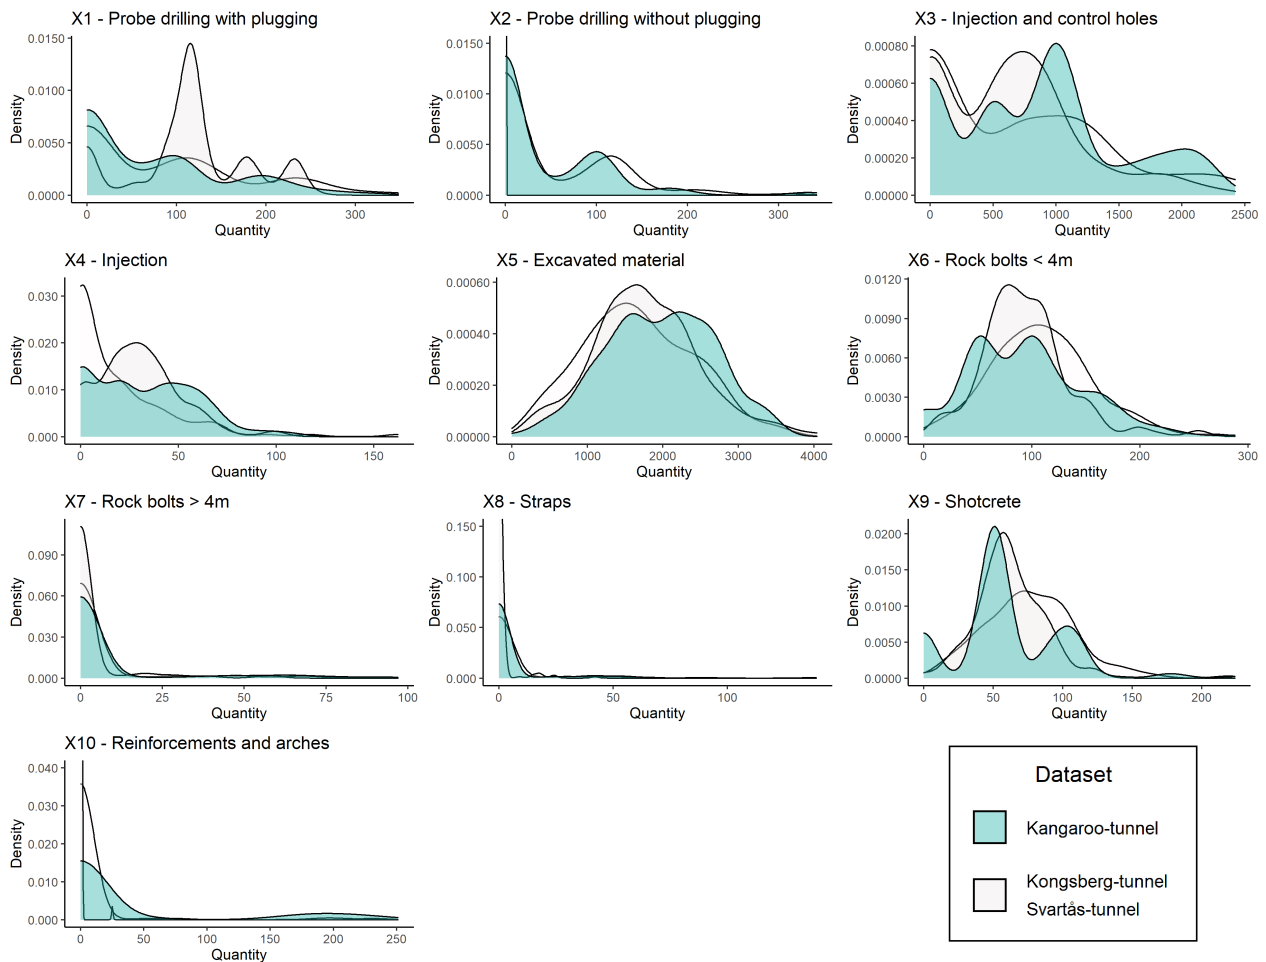 X1 - Probe drilling with plugging
0.0150
0.0100
0.0050
0.0000
Density
0
100
200
300
Quantity
X2 - Probe drilling without plugging
0.0150
0.0100
0.0050
0.0000
Density
0
100
200
300
Quantity
X3 - Injection and control holes
0.00080
0.00060
0.00040
0.00020
0.00000
Density
0
500
1000
1500
2000
2500
Quantity
X4 - Injection
0.030
0.020
0.010
0.000
Density
0
50
100
150
Quantity
X5 - Excavated material
0.00060
0.00040
0.00020
0.00000
Density
0
1000
2000
3000
4000
Quantity
X6 - Rock bolts < 4m
0.0120
0.0090
0.0060
0.0030
0.0000
Density
0
100
200
300
Quantity
X7 - Rock bolts > 4m
0.090
0.060
0.030
0.000
Density
0
25
50
75
100
Quantity
X8 - Straps
0.150
0.100
0.050
0.000
Density
0
50
100
Quantity
X9 - Shotcrete
0.0200
0.0150
0.0100
0.0050
0.0000
Density
0
50
100
150
200
Quantity
X10 - Reinforcements and arches
0.040
0.030
0.020
0.010
0.000
Density
0
50
100
150
200
250
Quantity
Dataset
Kangaroo-tunnel
Kongsberg-tunnel
Svartås-tunnel